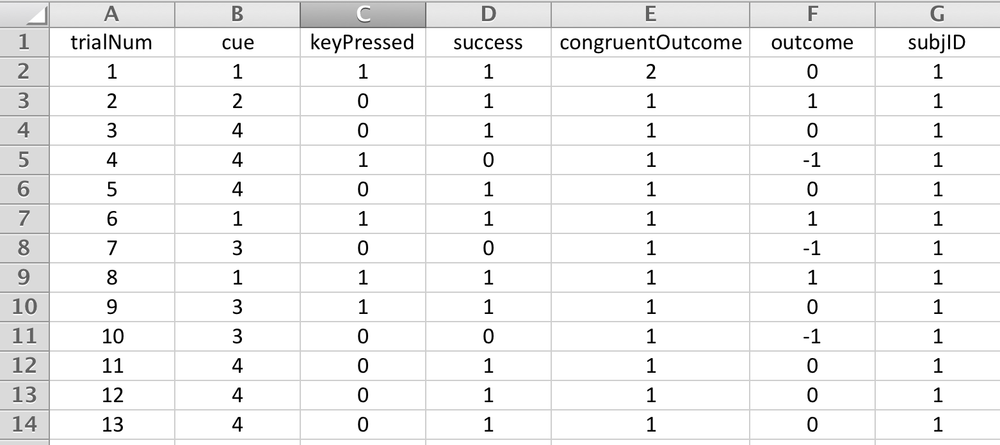 A B C D E F G
1 trialNum cue keyPressed success congruentOutcome outcome subjID
2 1 1 1 1 2 0 1
3 2 2 0 1 1 1 1
4 3 4 0 1 1 0 1
5 4 4 1 0 1 -1 1
6 5 4 0 1 1 0 1
7 6 1 1 1 1 1 1
8 7 3 0 0 1 -1 1
9 8 1 1 1 1 1 1
10 9 3 1 1 1 0 1
11 10 3 0 0 1 -1 1
12 11 4 0 1 1 0 1
13 12 4 0 1 1 0 1
14 13 4 0 1 1 0 1